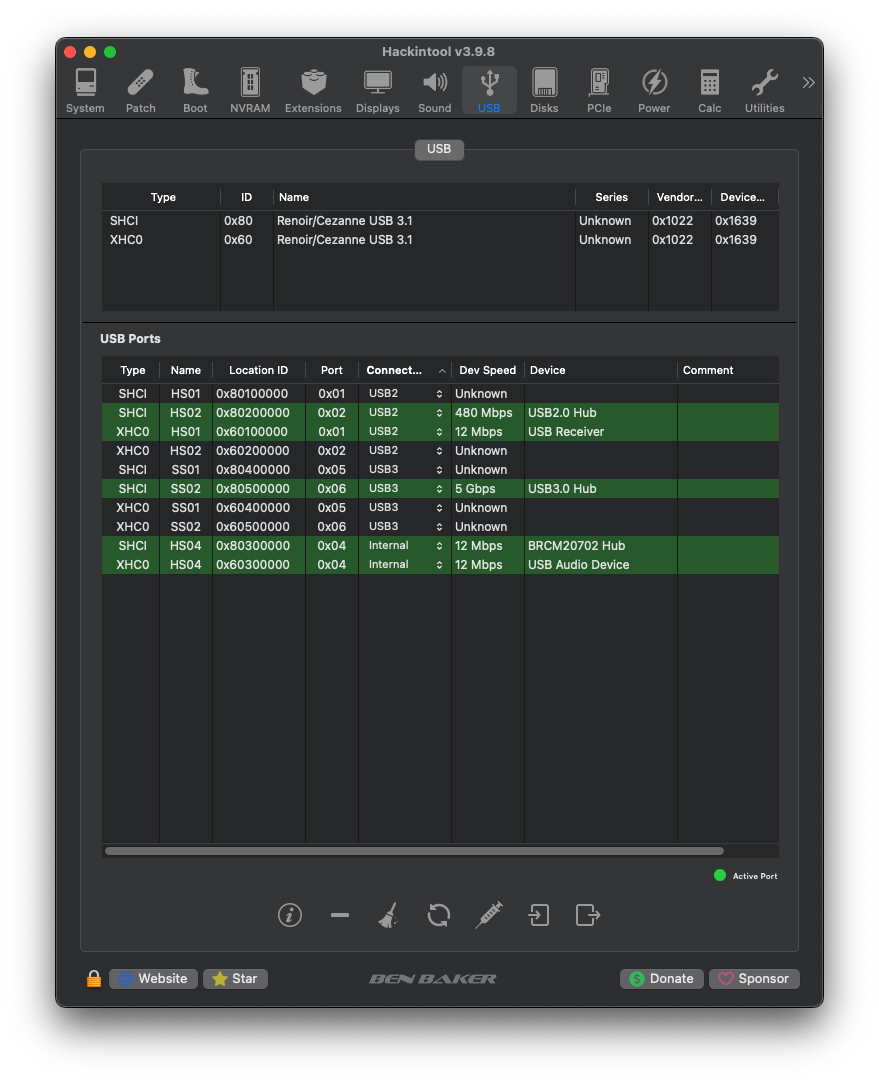 Hackintool v3.9.8
System Patch Boot NVRAM Extensions Displays Sound USB Disks PCIe Power Calc Utilities
USB
Type ID Name Series Vendor... Device...
SHCI 0x80 Renoir/Cezanne USB 3.1 Unknown 0x1022 0x1639
XHC0 0x60 Renoir/Cezanne USB 3.1 Unknown 0x1022 0x1639
USB Ports
Type Name Location ID Port Connect... Dev Speed Device Comment
SHCI HS01 0x80100000 0x01 USB2 Unknown
SHCI HS02 0x80200000 0x02 USB2 480 Mbps USB2.0 Hub
XHC0 HS01 0x60100000 0x01 USB2 12 Mbps USB Receiver
XHC0 HS02 0x60200000 0x02 USB2 Unknown
SHCI SS01 0x80400000 0x05 USB3 Unknown
SHCI SS02 0x80500000 0x06 USB3 5 Gbps USB3.0 Hub
XHC0 SS01 0x60400000 0x05 USB3 Unknown
XHC0 SS02 0x60500000 0x06 USB3 Unknown
SHCI HS04 0x80300000 0x04 Internal 12 Mbps BRCM20702 Hub
XHC0 HS04 0x60300000 0x04 Internal 12 Mbps USB Audio Device
Active Port
Website Star BEN BAKER Donate Sponsor